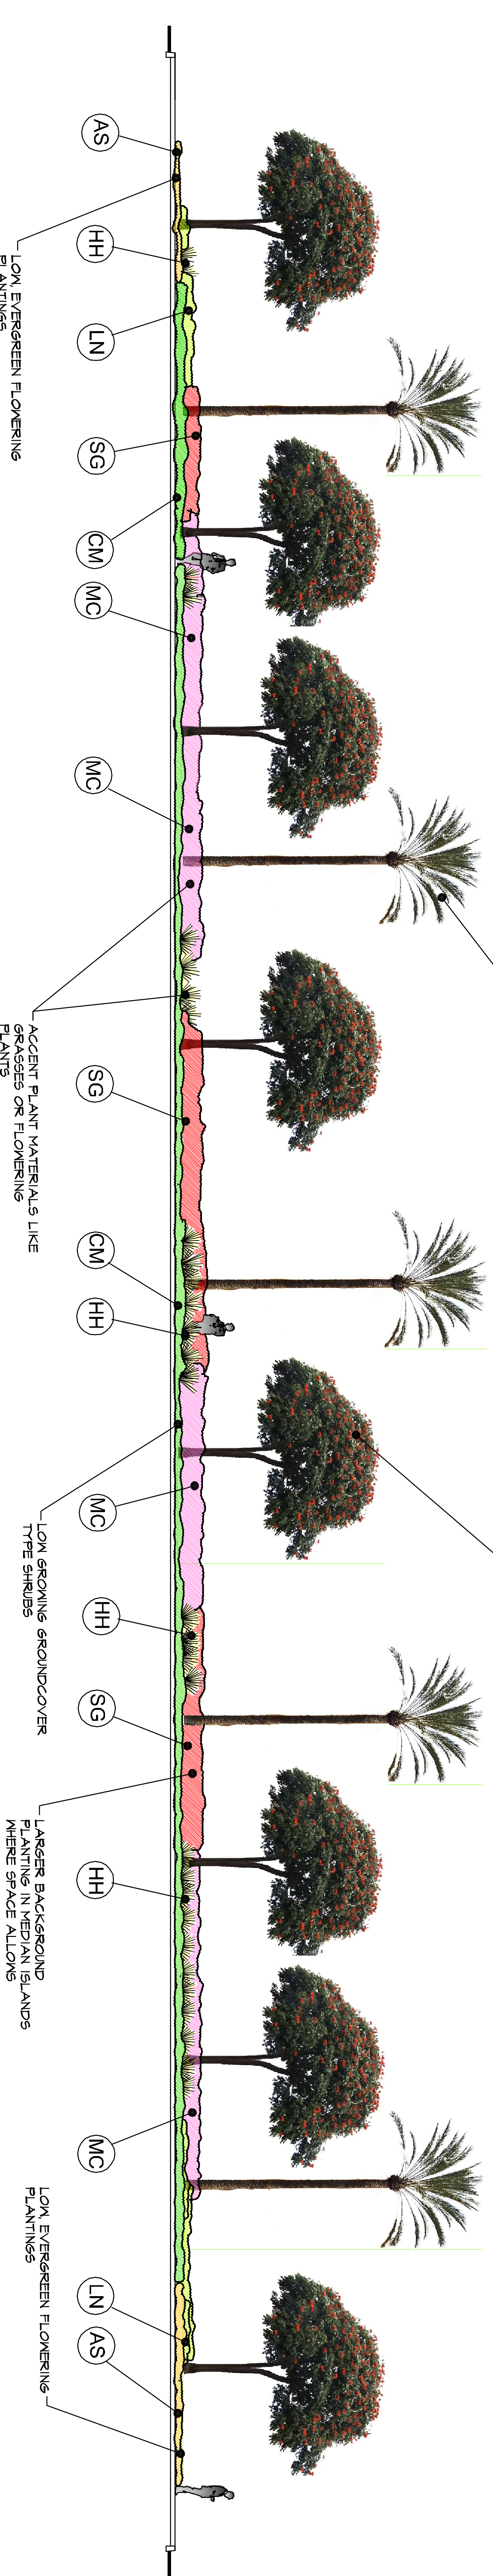 AS
HH
LN
SG
CM
MC
MC
SG
CM
HH
MC
HH
SG
HH
MC
LN
AS
LOW, EVERGREEN FLOWERING
PLANTINGS
ACCENT PLANT MATERIALS LIKE
GRASSES OR FLOWERING
PLANTS
LOW GROWING GROUNDCOVER
TYPE SHRUBS
LARGER BACKGROUND
PLANTING IN MEDIAN ISLANDS
WHERE SPACE ALLOWS
LOW, EVERGREEN FLOWERING
PLANTINGS